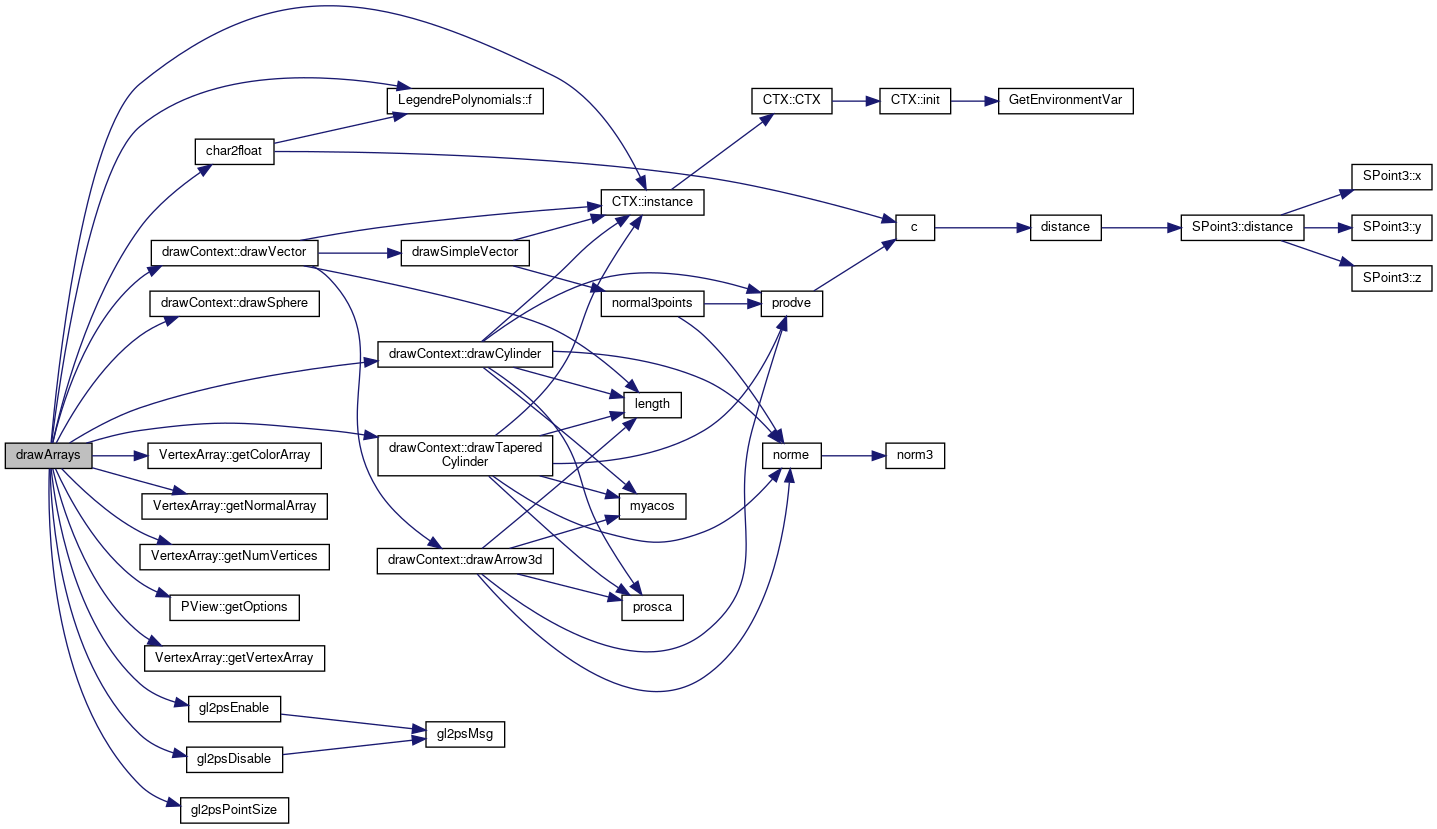 drawArrays
LegendrePolynomials::f
char2float
CTX::instance
drawContext::drawVector
drawSimpleVector
drawContext::drawSphere
normal3points
drawContext::drawCylinder
length
drawContext::drawTapered
Cylinder
VertexArray::getColorArray
VertexArray::getNormalArray
VertexArray::getNumVertices
myacos
drawContext::drawArrow3d
PView::getOptions
prosca
VertexArray::getVertexArray
gl2psEnable
gl2psMsg
gl2psDisable
gl2psPointSize
CTX::CTX
CTX::init
GetEnvironmentVar
c
distance
SPoint3::distance
SPoint3::x
SPoint3::y
SPoint3::z
prodve
norme
norm3